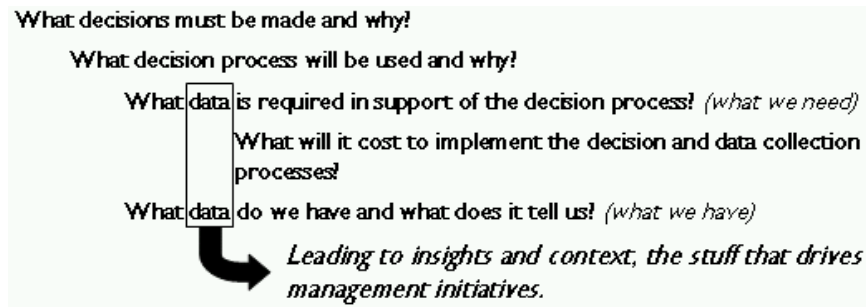 What decisions must be made and why?
What decision process will be used and why?
What data is required in support of the decision process? (what we need)
What will it cost to implement the decision and data collection
processes?
What data do we have and what does it tell us? (what we have)
Leading to insights and context, the stuff that drives
management initiatives.